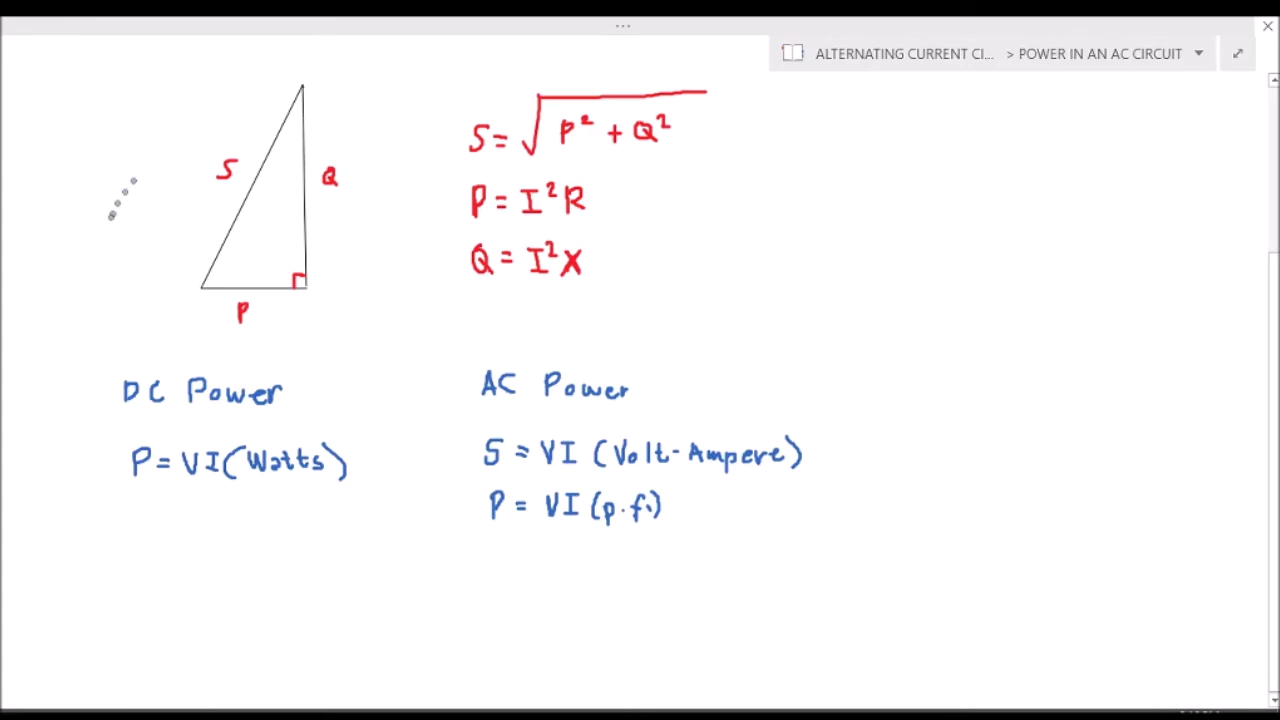 ...
ALTERNATING CURRENT CI... > POWER IN AN AC CIRCUIT
S = √P² + Q²
S
Q
P = I²R
Q = I²X
P
DC Power
AC Power
P = VI (Watts)
S = VI (Volt-Ampere)
P = VI (p.f.)